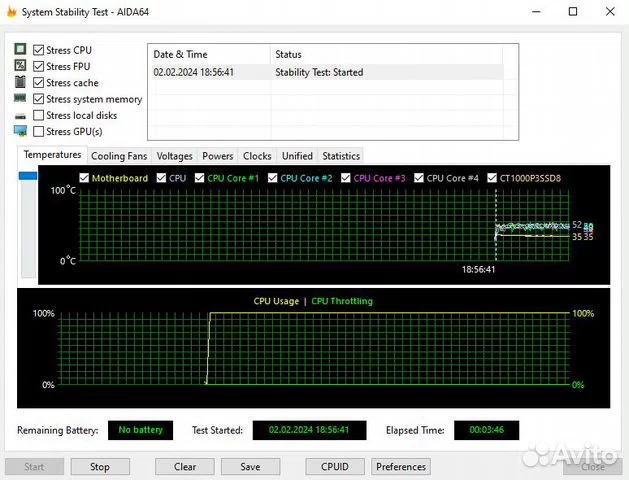 System Stability Test - AIDA64
Stress CPU
Stress FPU
Stress cache
Stress system memory
Stress local disks
Stress GPU(s)
Date & Time Status
02.02.2024 18:56:41 Stability Test: Started
Temperatures Cooling Fans Voltages Powers Clocks Unified Statistics
Motherboard CPU CPU Core #1 CPU Core #2 CPU Core #3 CPU Core #4 CT1000P3SSD8
100°C
52
35 35
0°C
18:56:41
CPU Usage | CPU Throttling
100% 100%
0% 0%
Remaining Battery: No battery Test Started: 02.02.2024 18:56:41 Elapsed Time: 00:03:46
Start Stop Clear Save CPUID Preferences Close
Avito